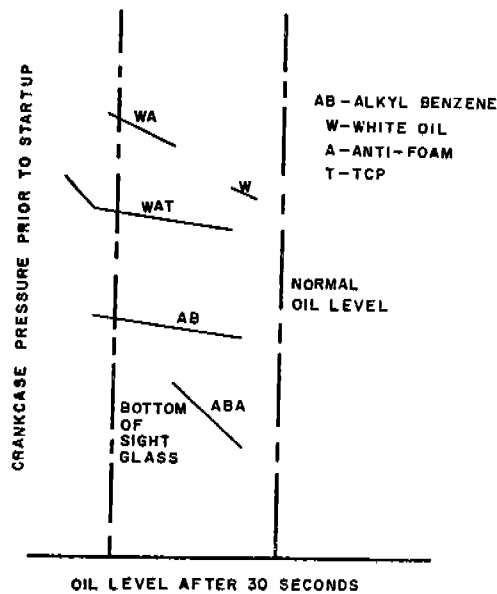 CRANKCASE PRESSURE PRIOR TO STARTUP
WA
AB-ALKYL BENZENE
W-WHITE OIL
A-ANTI-FOAM
T-TCP
W
WAT
NORMAL
OIL LEVEL
AB
ABA
BOTTOM
OF
SIGHT
GLASS
OIL LEVEL AFTER 30 SECONDS